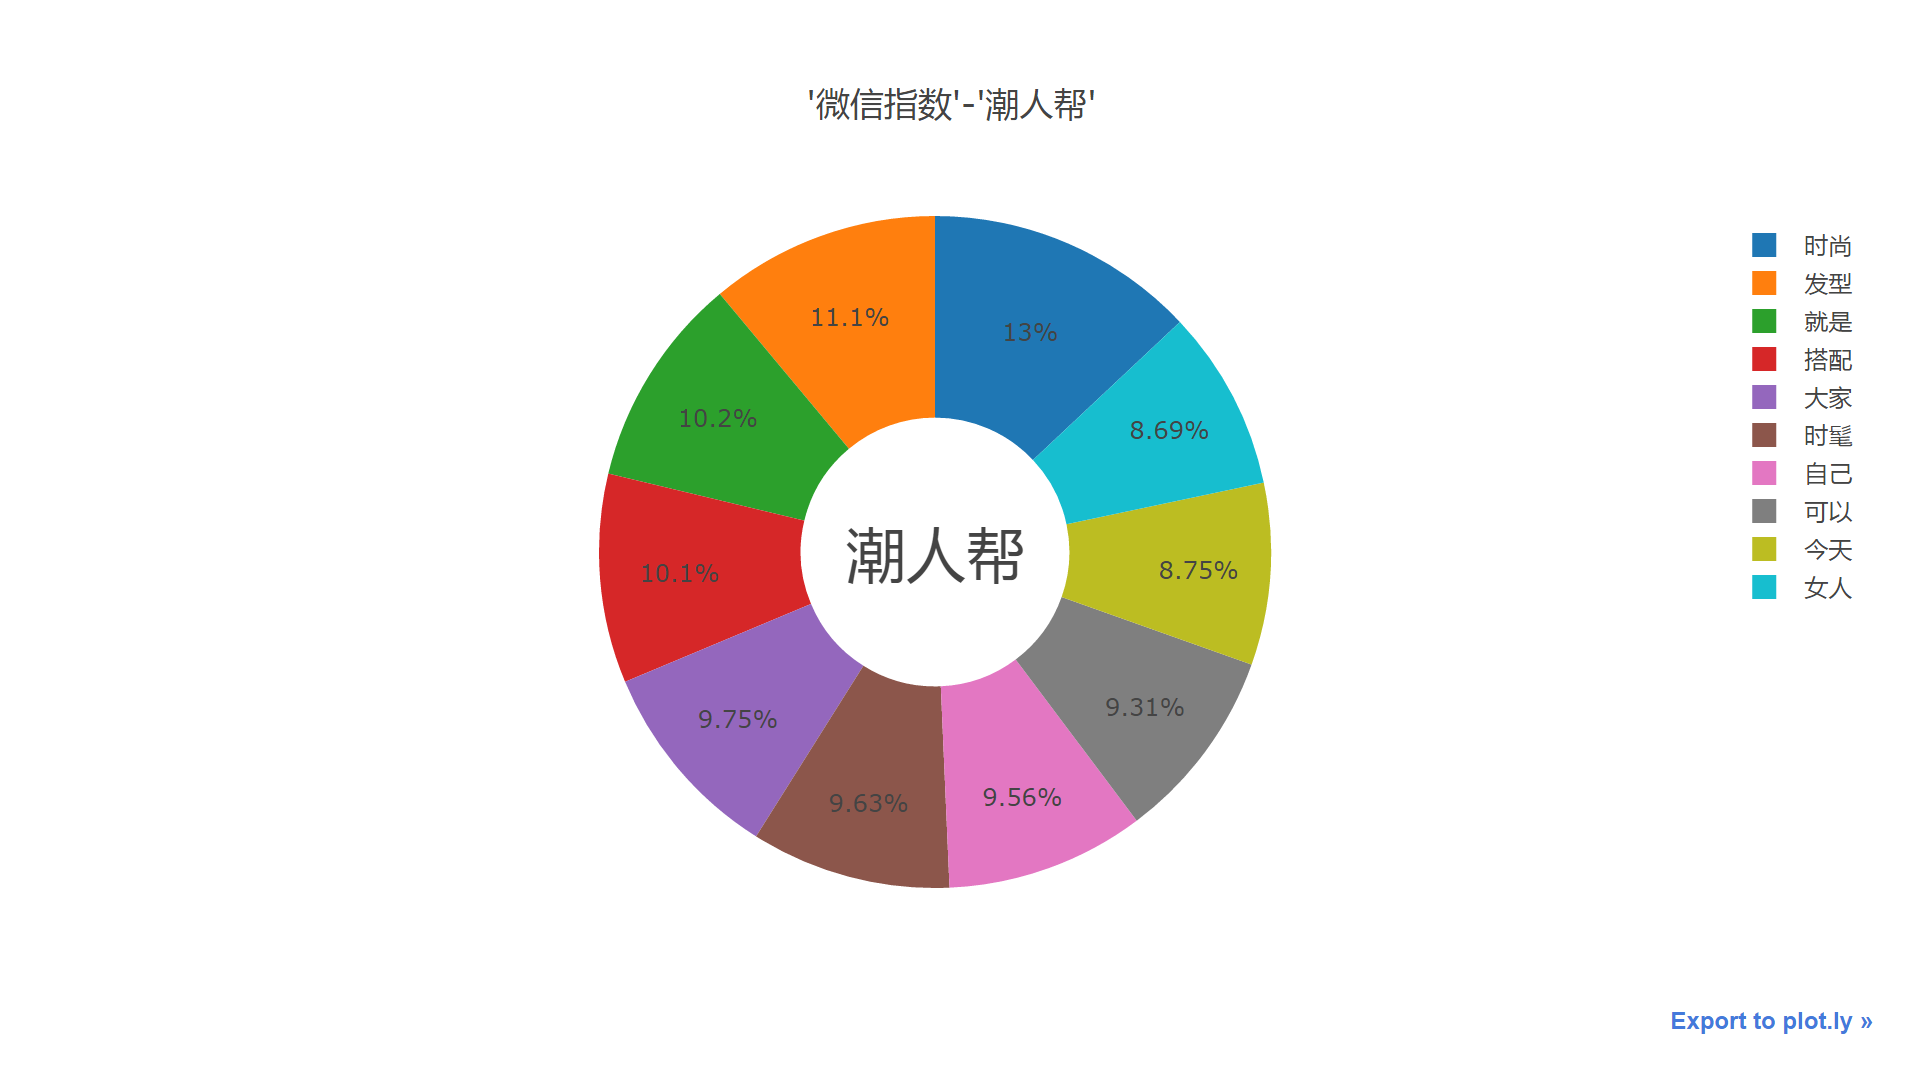 '微信指数'-'潮人帮'
11.1%
13%
10.2%
8.69%
10.1%
8.75%
潮人帮
9.75%
9.31%
9.63%
9.56%
时尚
发型
就是
搭配
大家
时髦
自己
可以
今天
女人
Export to plot.ly »